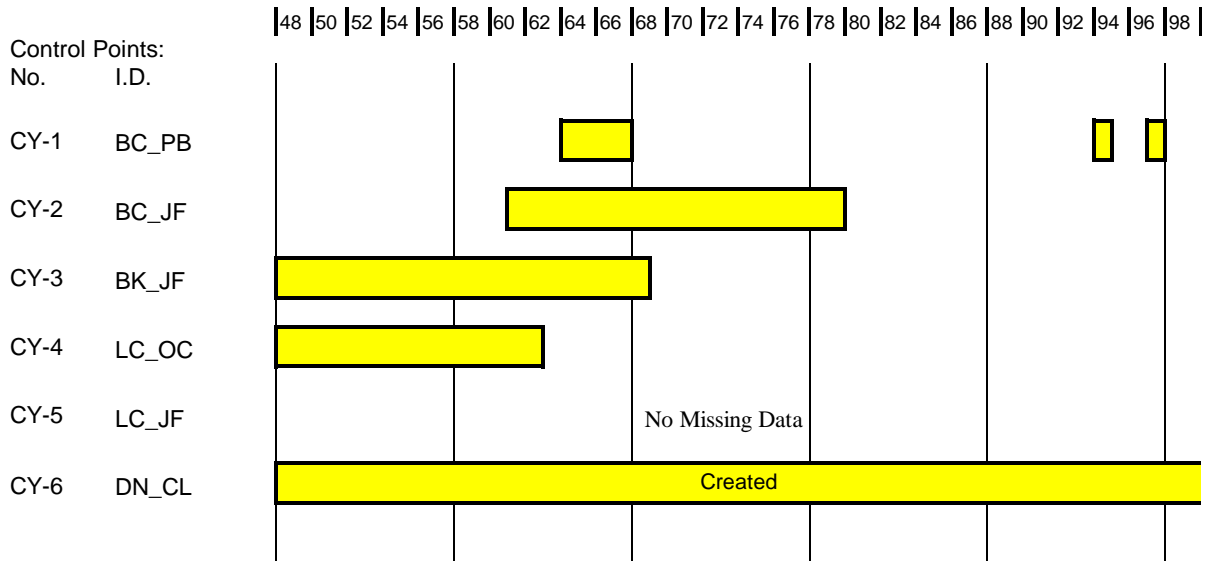 48 50 52 54 56 58 60 62 64 66 68 70 72 74 76 78 80 82 84 86 88 90 92 94 96 98
Control Points:
No. I.D.
CY-1 BC_PB
CY-2 BC_JF
CY-3 BK_JF
CY-4 LC_OC
CY-5 LC_JF No Missing Data
CY-6 DN_CL Created